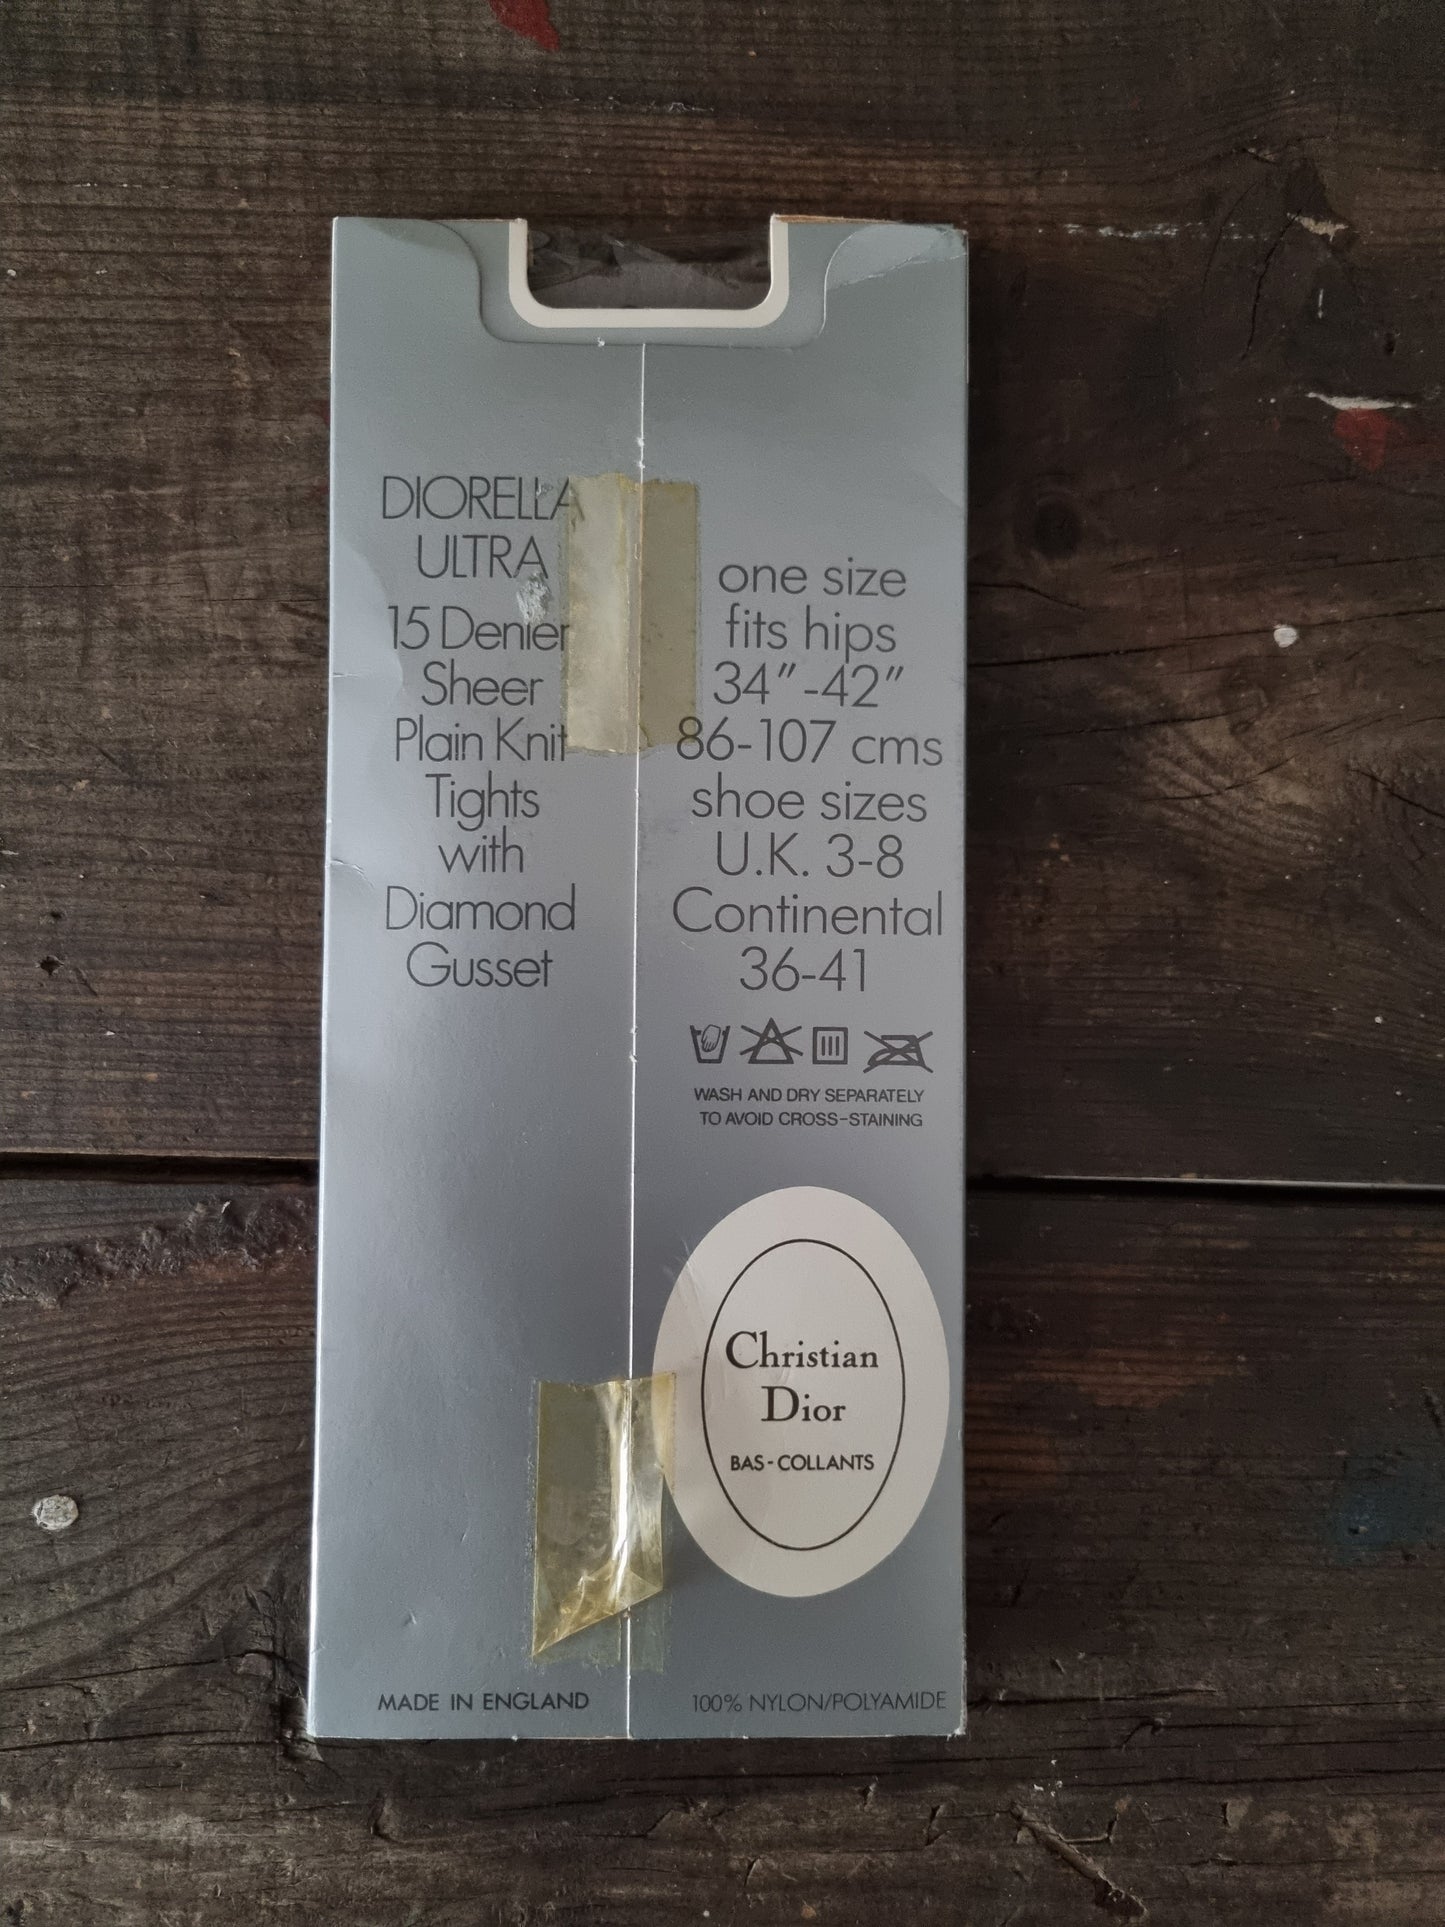 DIORELLA
ULTRA
15 Denier
Sheer
Plain Knit
Tights
with
Diamond
Gusset
one size
fits hips
34"-42"
86-107 cms
shoe sizes
U.K. 3-8
Continental
36-41
WASH AND DRY SEPARATELY
TO AVOID CROSS-STAINING
Christian
Dior
BAS-COLLANTS
MADE IN ENGLAND
100% NYLON/POLYAMIDE